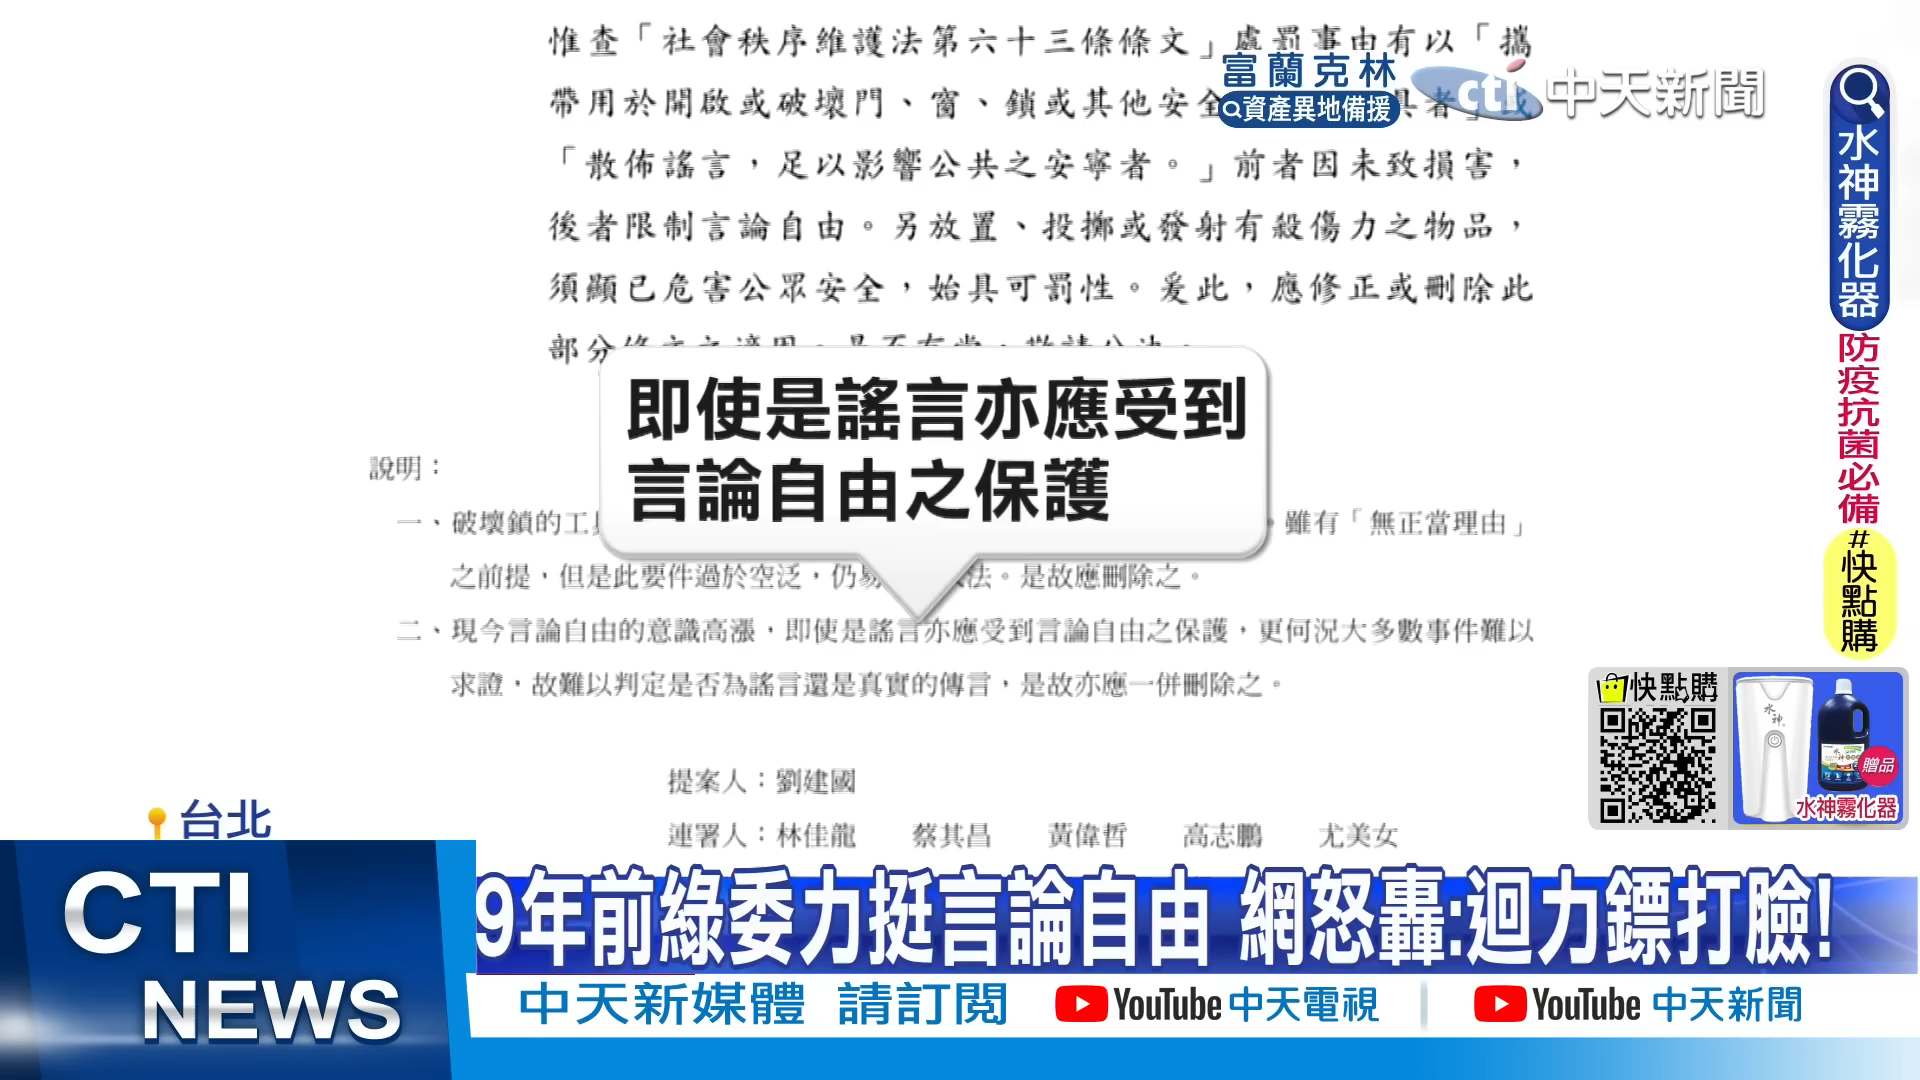 惟查「社會秩序維護法第六十三條條文」處罰事由有以「攜
帶用於開啟或破壞門、窗、鎖或其他安全
具者」或
「散佈謠言，足以影響公共之安寧者。」前者因未致損害，
後者限制言論自由。另放置、投擲或發射有殺傷力之物品，
須顯已危害公眾安全，始具可罰性。爰此，應修正或刪除此
富蘭克林
資產異地備援
cti 中天新聞
即使是謠言亦應受到
言論自由之保護
說明：
一、破壞鎖的工
。雖有「無正當理由」
之前提，但是此要件過於空泛，仍易
法。是故應刪除之。
二、現今言論自由的意識高漲，即使是謠言亦應受到言論自由之保護，更何況大多數事件難以
求證，故難以判定是否為謠言還是真實的傳言，是故亦應一併刪除之。
提案人：劉建國
連署人：林佳龍　蔡其昌　黃偉哲　高志鵬　尤美女
水神霧化器
防疫抗菌必備
#快點購
快點購
水神
贈品
水神霧化器
台北
CTI
NEWS
9年前綠委力挺言論自由 網怒轟:迴力鏢打臉!
中天新媒體 請訂閱 YouTube 中天電視 YouTube 中天新聞